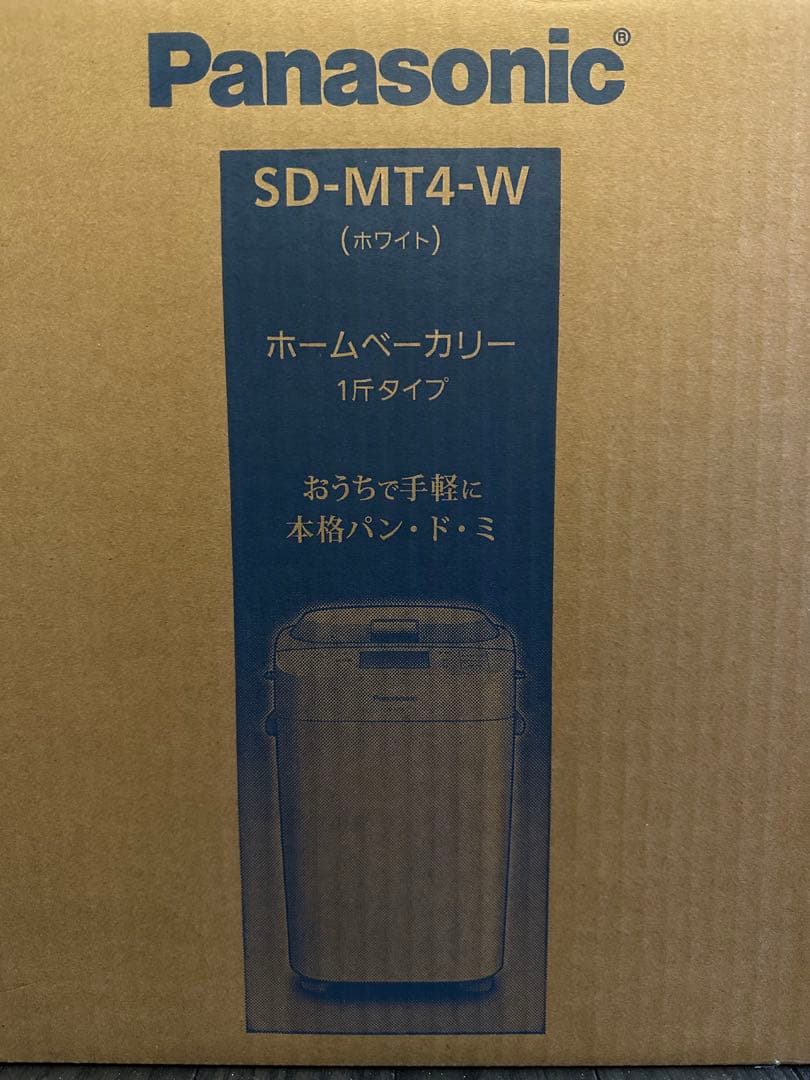 Panasonic®
SD-MT4-W
(ホワイト)
ホームベーカリー
1斤タイプ
おうちで手軽に
本格パン・ド・ミ
Panasonic